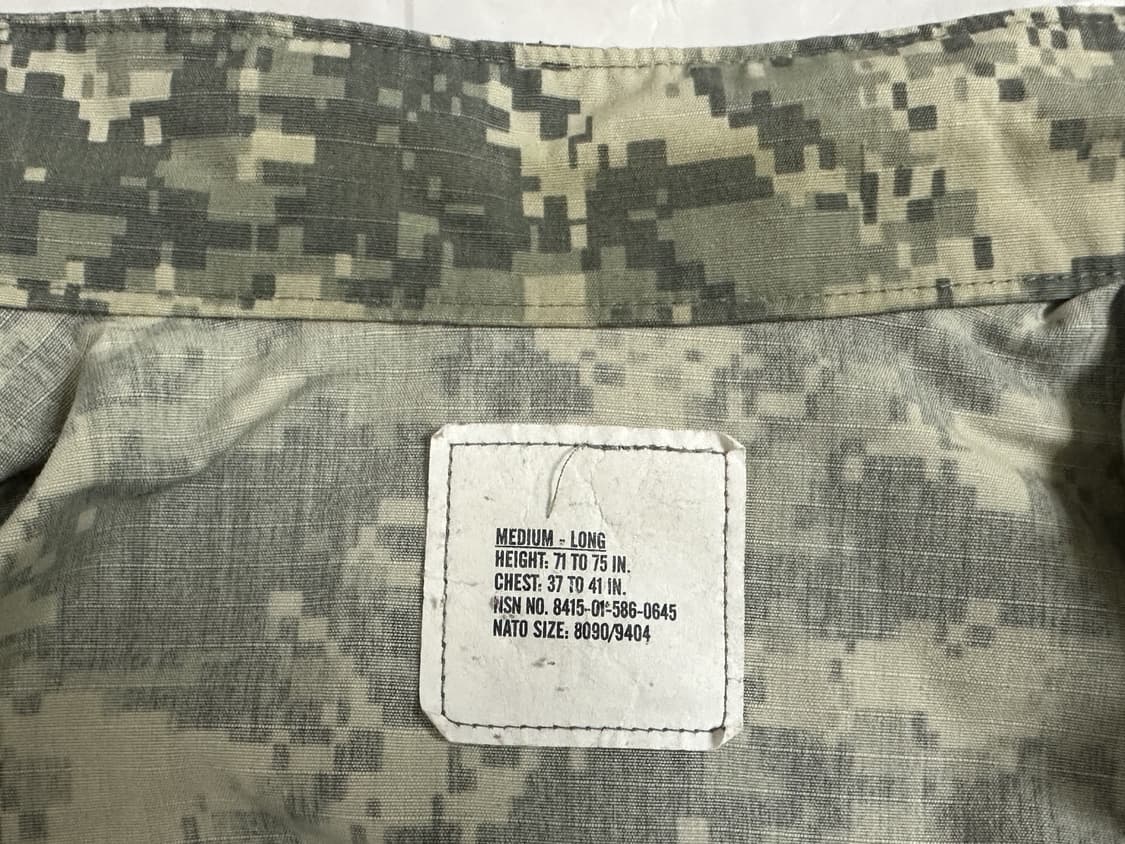 MEDIUM - LONG
HEIGHT: 71 TO 75 IN.
CHEST: 37 TO 41 IN.
NSN NO. 8415-01-586-0645
NATO SIZE: 8090/9404